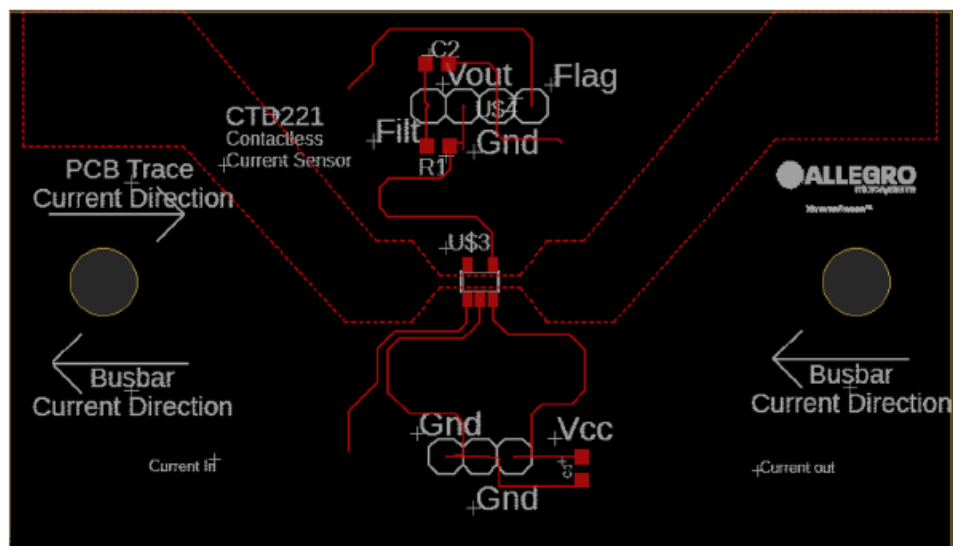 C2
Vout
Flag
U$4
CTD221
Contactless
Current Sensor
Filt
Gnd
R1
PCB Trace
Current Direction
ALLEGRO
microsystems
U$3
Busbar
Current Direction
Busbar
Current Direction
Gnd
Vcc
Current In
c1
Current out
Gnd